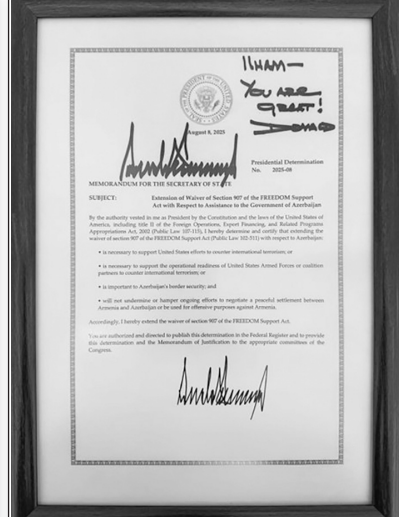 ILHAM—
YOU ARE
GREAT!
DONALD
SEAL OF THE PRESIDENT OF THE UNITED STATES
August 8, 2025
Presidential Determination
No. 2025-08
MEMORANDUM FOR THE SECRETARY OF STATE
SUBJECT: Extension of Waiver of Section 907 of the FREEDOM Support
Act with Respect to Assistance to the Government of Azerbaijan
By the authority vested in me as President by the Constitution and the laws of the United States of
America, including title II of the Foreign Operations, Export Financing, and Related Programs
Appropriations Act, 2002 (Public Law 107-115), I hereby determine and certify that extending the
waiver of section 907 of the FREEDOM Support Act (Public Law 102-511) with respect to Azerbaijan:
• is necessary to support United States efforts to counter international terrorism; or
• is necessary to support the operational readiness of United States Armed Forces or coalition
partners to counter international terrorism; or
• is important to Azerbaijan's border security; and
• will not undermine or hamper ongoing efforts to negotiate a peaceful settlement between
Armenia and Azerbaijan or be used for offensive purposes against Armenia.
Accordingly, I hereby extend the waiver of section 907 of the FREEDOM Support Act.
You are authorized and directed to publish this determination in the Federal Register and to provide
this determination and the Memorandum of Justification to the appropriate committees of the
Congress.